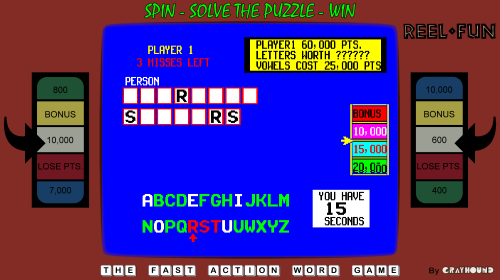 SPIN - SOLVE THE PUZZLE - WIN
REEL·FUN
PLAYER 1
3 MISSES LEFT
PLAYER1 60,000 PTS.
LETTERS WORTH ??????
VOWELS COST 25,000 PTS
PERSON
R
S RS
800
BONUS
10,000
LOSE PTS.
7,000
BONUS
10,000
15,000
20,000
10,000
BONUS
600
LOSE PTS.
400
ABCDEFGHIJKLM
NOPQRSTUVWXYZ
YOU HAVE
15
SECONDS
THE FAST ACTION WORD GAME
By GRAYHOUND